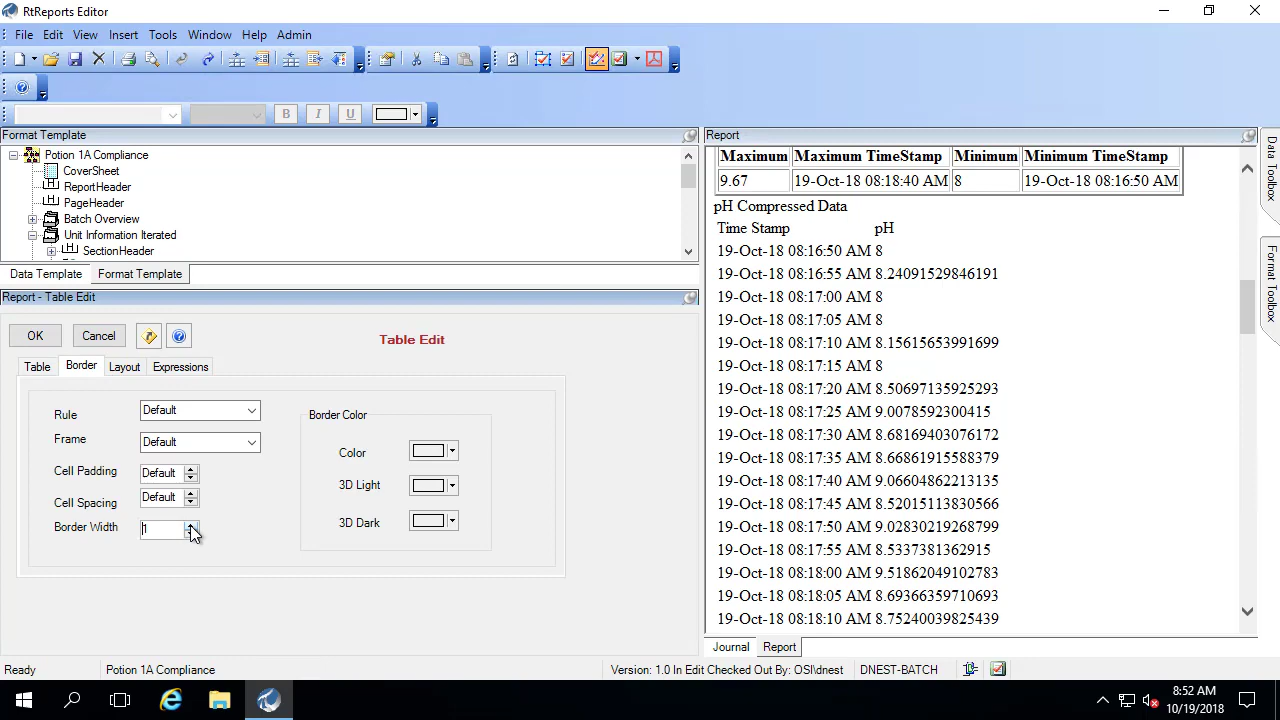 RtReports Editor
File Edit View Insert Tools Window Help Admin
B I U
Format Template
Potion 1A Compliance
CoverSheet
ReportHeader
PageHeader
Batch Overview
Unit Information Iterated
SectionHeader
Data Template Format Template
Report - Table Edit
OK Cancel
Table Edit
Table Border Layout Expressions
Rule Default
Frame Default
Cell Padding Default
Cell Spacing Default
Border Width 1
Border Color
Color
3D Light
3D Dark
Report
Maximum Maximum TimeStamp Minimum Minimum TimeStamp
9.67 19-Oct-18 08:18:40 AM 8 19-Oct-18 08:16:50 AM
pH Compressed Data
Time Stamp pH
19-Oct-18 08:16:50 AM 8
19-Oct-18 08:16:55 AM 8.24091529846191
19-Oct-18 08:17:00 AM 8
19-Oct-18 08:17:05 AM 8
19-Oct-18 08:17:10 AM 8.15615653991699
19-Oct-18 08:17:15 AM 8
19-Oct-18 08:17:20 AM 8.50697135925293
19-Oct-18 08:17:25 AM 9.0078592300415
19-Oct-18 08:17:30 AM 8.68169403076172
19-Oct-18 08:17:35 AM 8.66861915588379
19-Oct-18 08:17:40 AM 9.06604862213135
19-Oct-18 08:17:45 AM 8.52015113830566
19-Oct-18 08:17:50 AM 9.02830219268799
19-Oct-18 08:17:55 AM 8.5337381362915
19-Oct-18 08:18:00 AM 9.51862049102783
19-Oct-18 08:18:05 AM 8.69366359710693
19-Oct-18 08:18:10 AM 8.75240039825439
Journal Report
Data Toolbox
Format Toolbox
Ready Potion 1A Compliance Version: 1.0 In Edit Checked Out By: OSI\dnest DNEST-BATCH
8:52 AM
10/19/2018